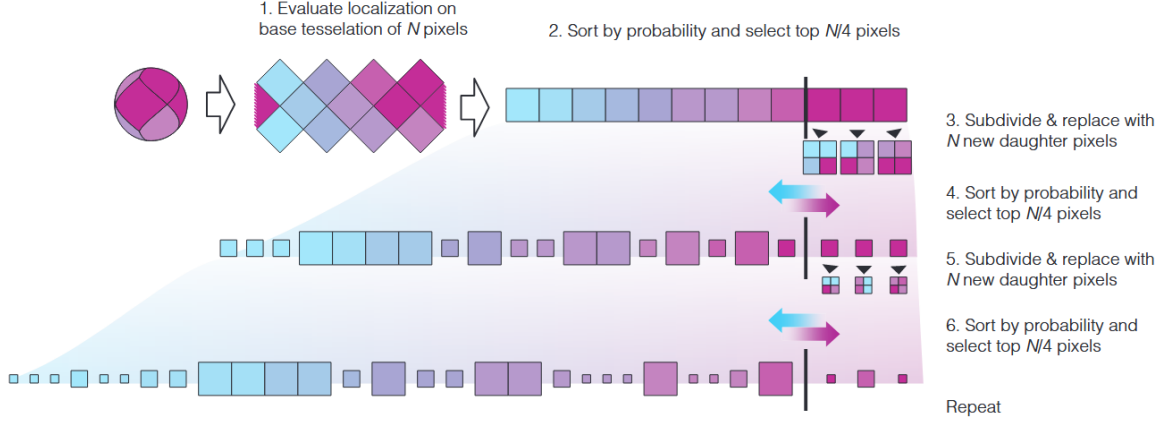 1. Evaluate localization on
base tesselation of N pixels
2. Sort by probability and select top N/4 pixels
3. Subdivide & replace with
N new daughter pixels
4. Sort by probability and
select top N/4 pixels
5. Subdivide & replace with
N new daughter pixels
6. Sort by probability and
select top N/4 pixels
Repeat